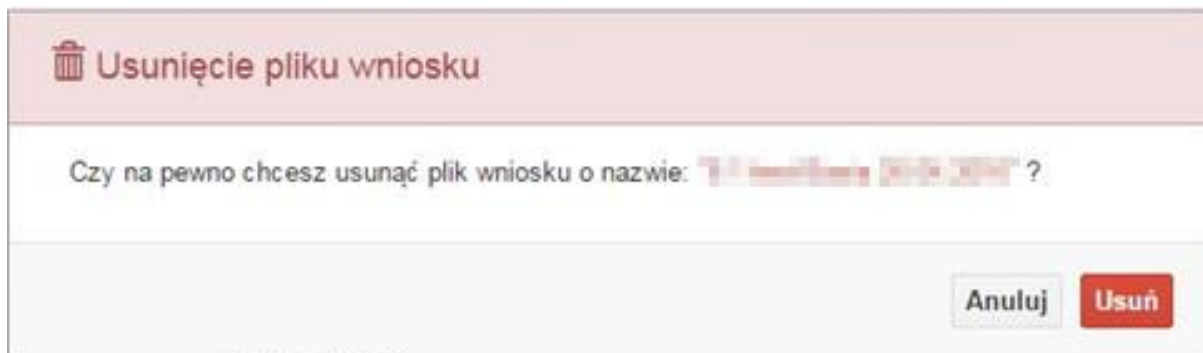 Usunięcie pliku wniosku
Czy na pewno chcesz usunąć plik wniosku o nazwie: ?
Anuluj Usuń